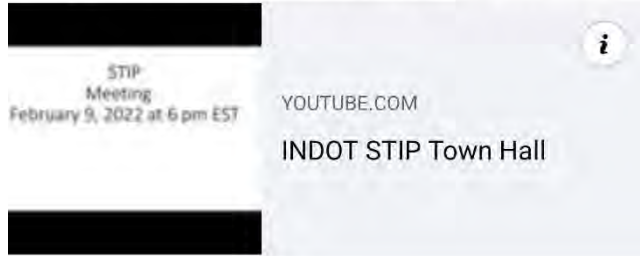 STIP
Meeting
February 9, 2022 at 6 pm EST
i
YOUTUBE.COM
INDOT STIP Town Hall